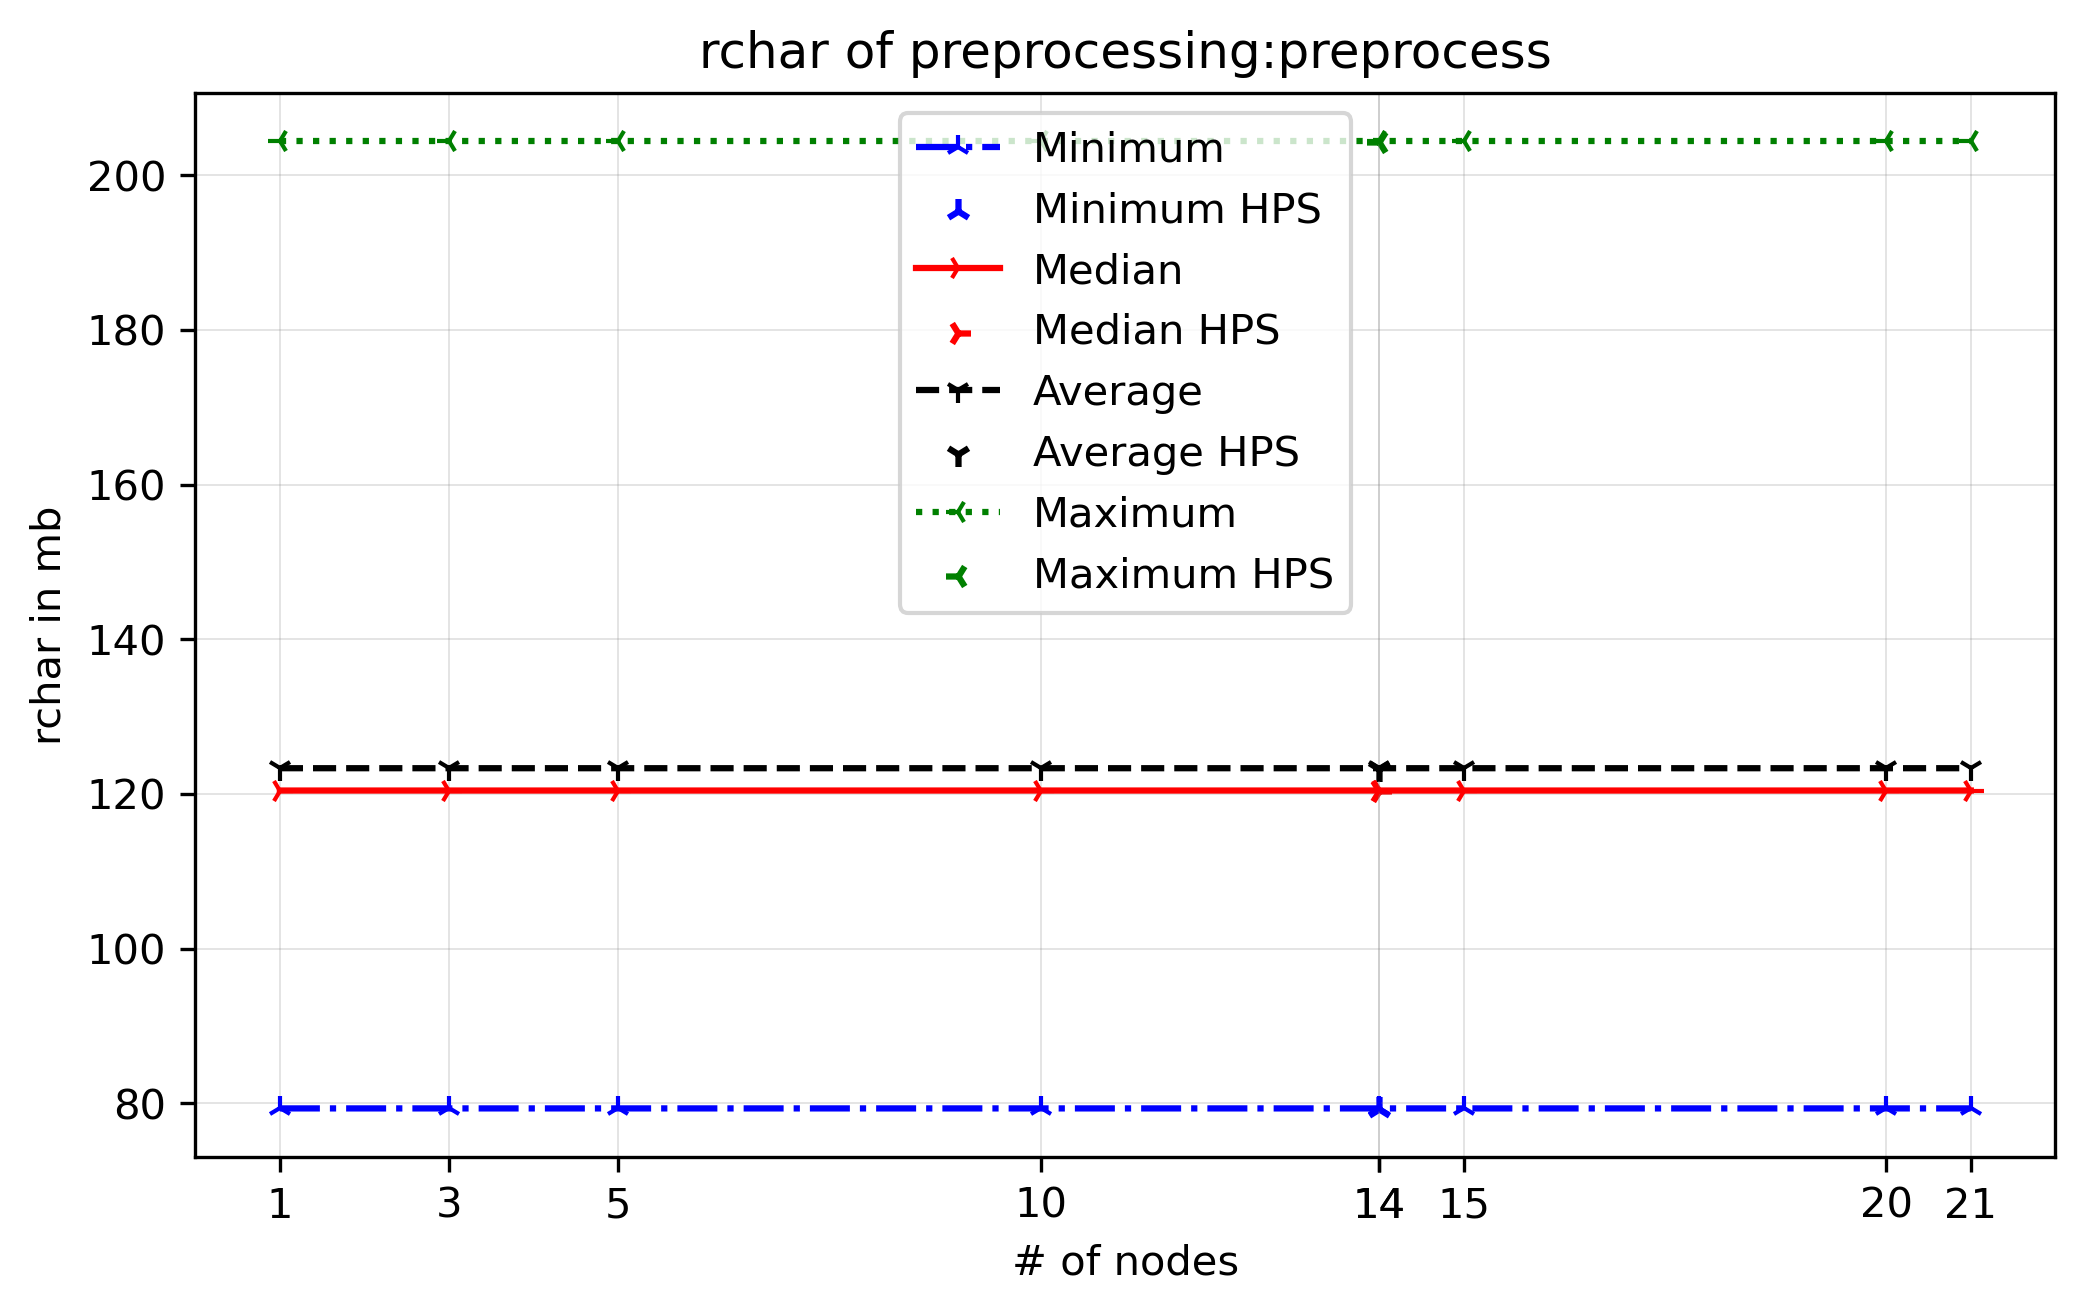 rchar of preprocessing:preprocess
rchar in mb
200
180
160
140
120
100
80
Minimum
Minimum HPS
Median
Median HPS
Average
Average HPS
Maximum
Maximum HPS
1 3 5 10 14 15 20 21
# of nodes